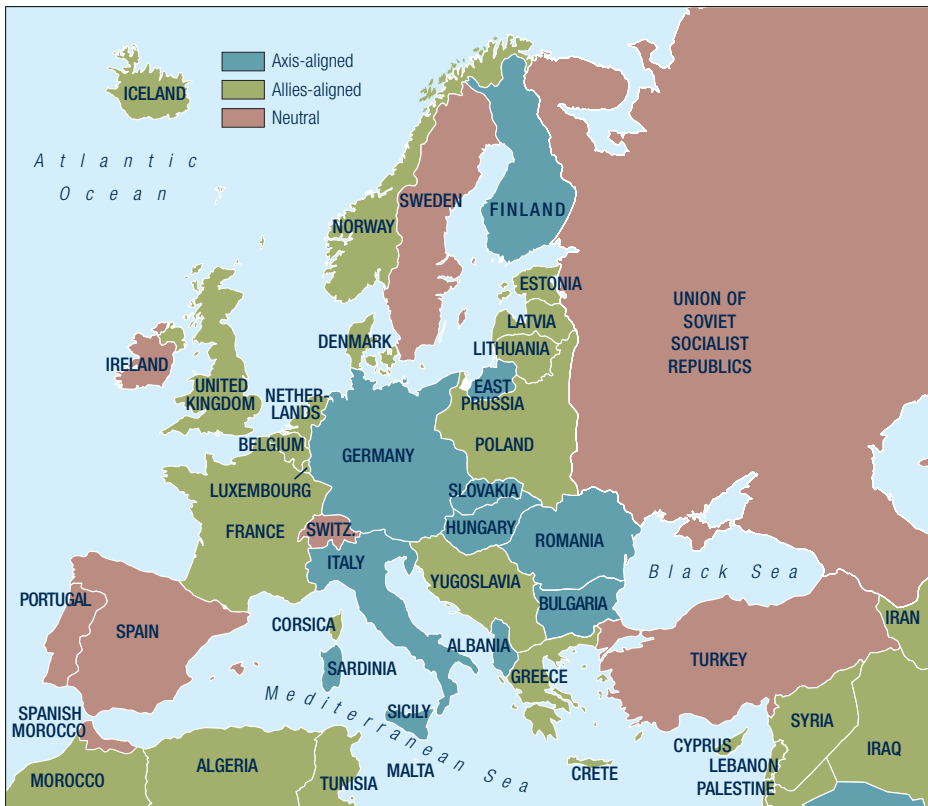 Axis-aligned
Allies-aligned
Neutral
ICELAND
Atlantic
Ocean
SWEDEN
FINLAND
NORWAY
ESTONIA
UNION OF
SOVIET
SOCIALIST
REPUBLICS
LATVIA
DENMARK
LITHUANIA
IRELAND
EAST
PRUSSIA
UNITED
KINGDOM
NETHER-
LANDS
BELGIUM
POLAND
GERMANY
LUXEMBOURG
SLOVAKIA
FRANCE
SWITZ.
HUNGARY
ROMANIA
ITALY
Black Sea
YUGOSLAVIA
PORTUGAL
BULGARIA
SPAIN
CORSICA
IRAN
ALBANIA
SARDINIA
GREECE
TURKEY
Mediterranean Sea
SPANISH
MOROCCO
SICILY
SYRIA
CYPRUS
IRAQ
LEBANON
ALGERIA
MALTA
CRETE
MOROCCO
TUNISIA
PALESTINE